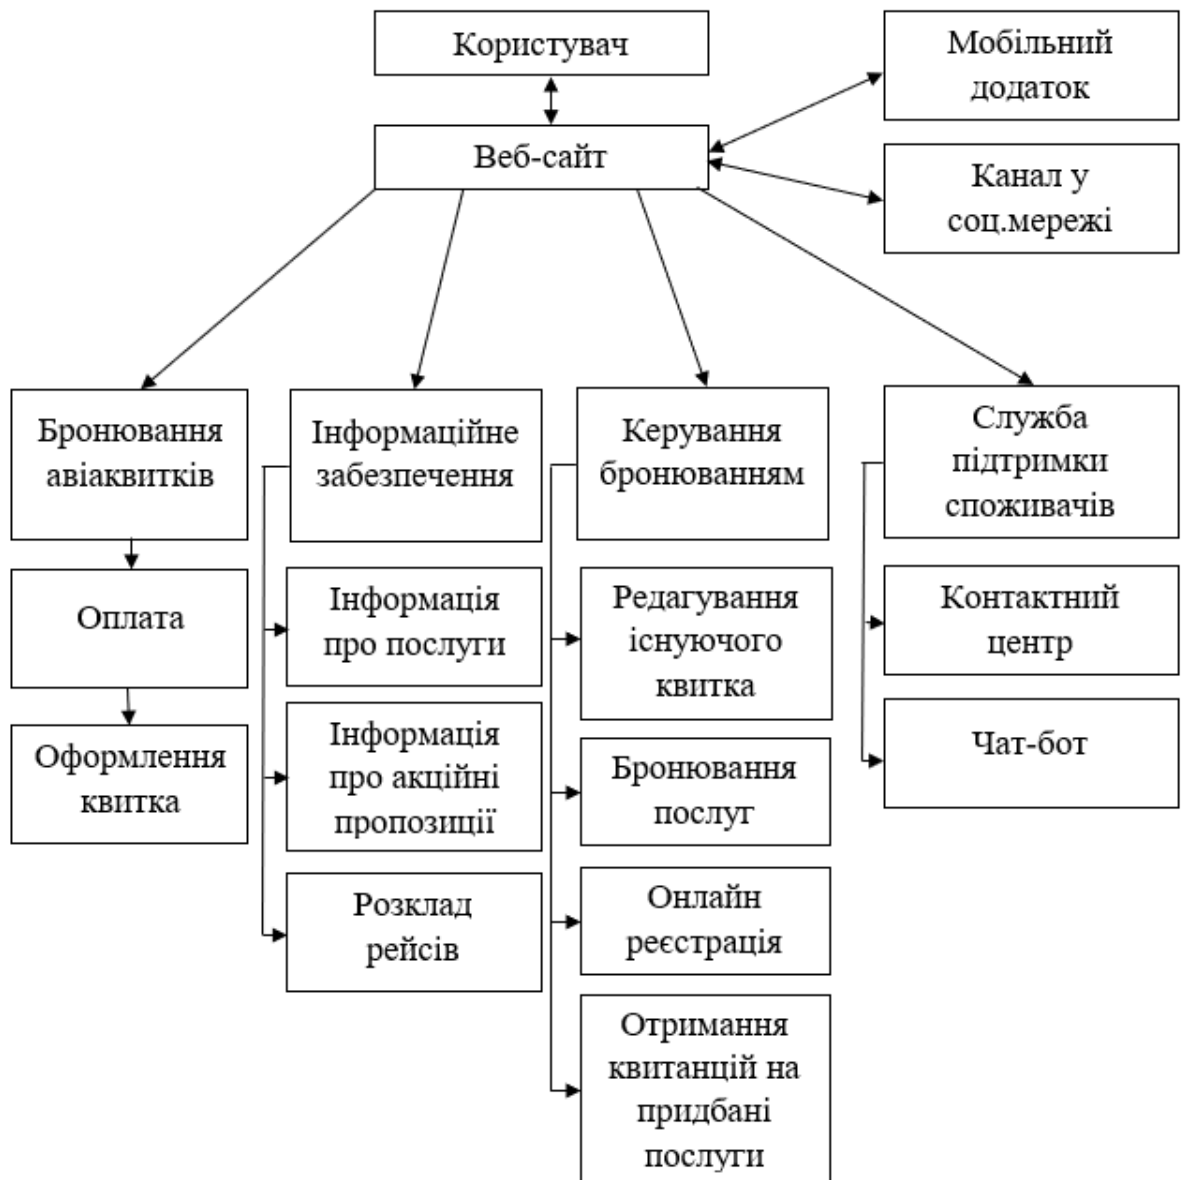 Користувач
Веб-сайт
Мобільний
додаток
Канал у
соц.мережі
Бронювання
авіаквитків
Оплата
Оформлення
квитка
Інформаційне
забезпечення
Інформація
про послуги
Інформація
про акційні
пропозиції
Розклад
рейсів
Керування
бронюванням
Редагування
існуючого
квитка
Бронювання
послуг
Онлайн
реєстрація
Отримання
квитанцій на
придбані
послуги
Служба
підтримки
споживачів
Контактний
центр
Чат-бот